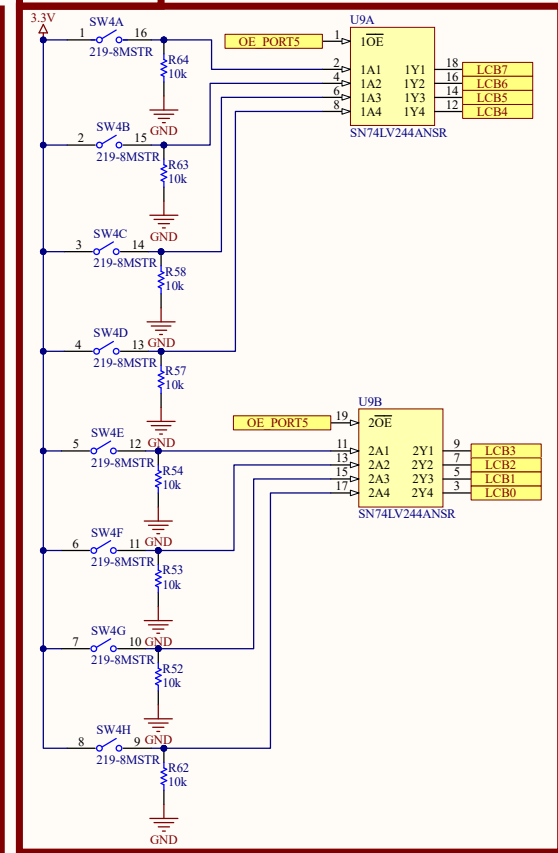 3.3V
SW4A
1 16
219-8MSTR
R64
10k
GND
SW4B
2 15
219-8MSTR
R63
10k
GND
SW4C
3 14
219-8MSTR
R58
10k
GND
SW4D
4 13
219-8MSTR
R57
10k
GND
SW4E
5 12
219-8MSTR
R54
10k
GND
SW4F
6 11
219-8MSTR
R53
10k
GND
SW4G
7 10
219-8MSTR
R52
10k
GND
SW4H
8 9
219-8MSTR
R62
10k
GND
U9A
OE_PORT5 1 1OE
2 1A1 1Y1 18 LCB7
4 1A2 1Y2 16 LCB6
6 1A3 1Y3 14 LCB5
8 1A4 1Y4 12 LCB4
SN74LV244ANSR
U9B
OE_PORT5 19 2OE
11 2A1 2Y1 9 LCB3
13 2A2 2Y2 7 LCB2
15 2A3 2Y3 5 LCB1
17 2A4 2Y4 3 LCB0
SN74LV244ANSR